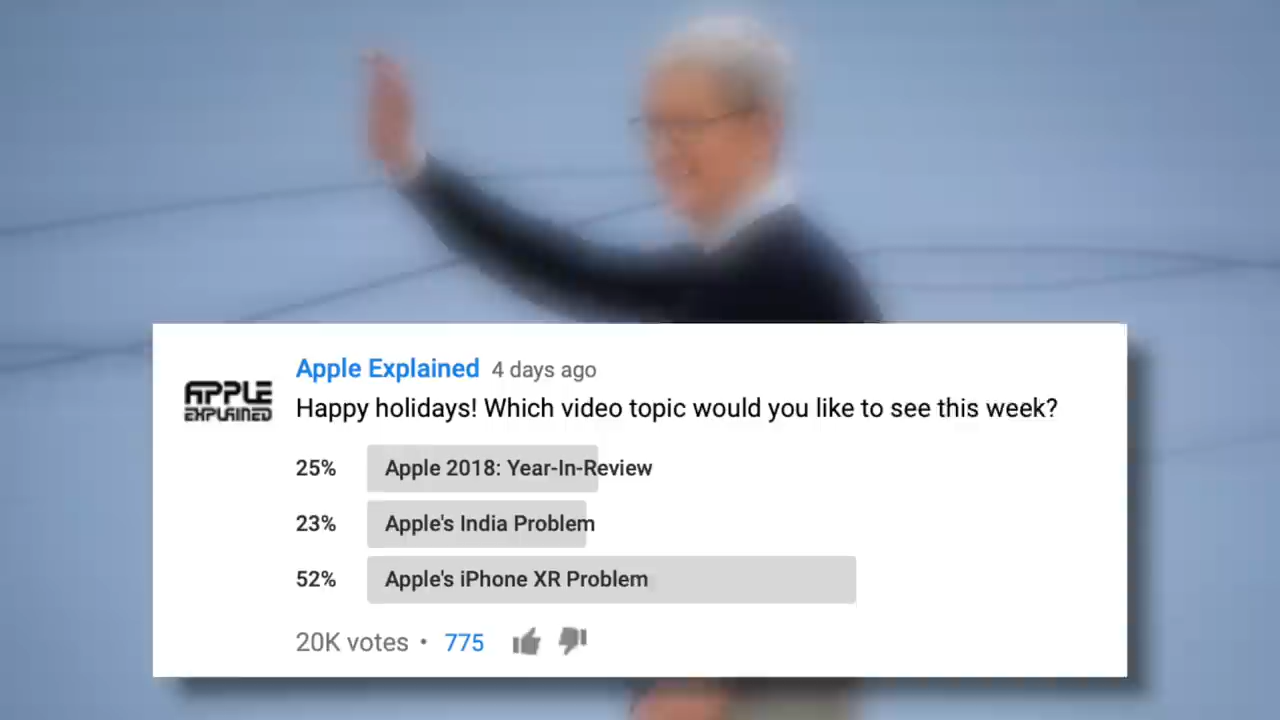 APPLE
EXPLAINED
Apple Explained 4 days ago
Happy holidays! Which video topic would you like to see this week?
25% Apple 2018: Year-In-Review
23% Apple's India Problem
52% Apple's iPhone XR Problem
20K votes • 775